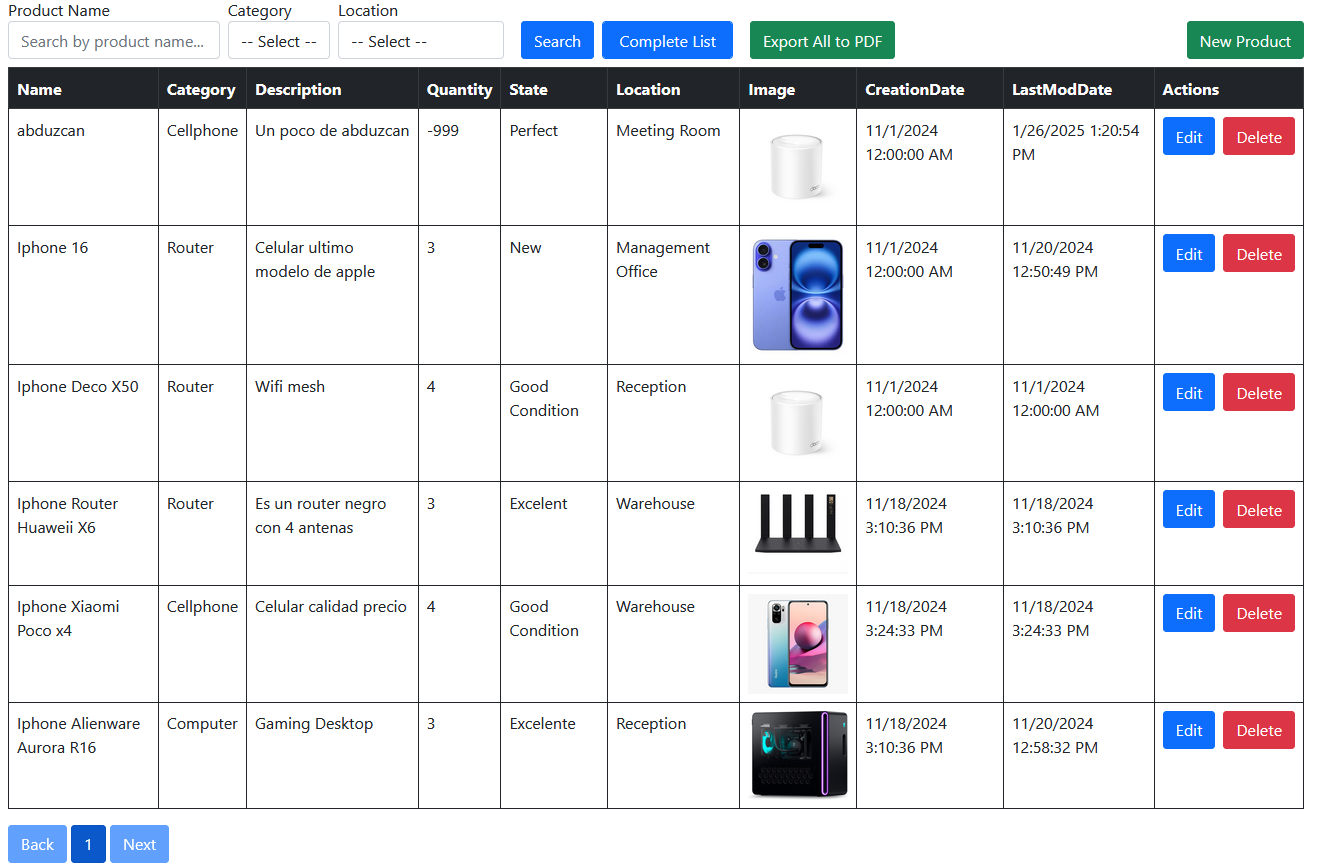 Product Name Category Location
Search by product name... -- Select -- -- Select -- Search Complete List Export All to PDF New Product
Name Category Description Quantity State Location Image CreationDate LastModDate Actions
abduzcan Cellphone Un poco de abduzcan -999 Perfect Meeting Room 11/1/2024 1/26/2025 1:20:54 Edit Delete
12:00:00 AM PM
Iphone 16 Router Celular ultimo 3 New Management 11/1/2024 11/20/2024 Edit Delete
modelo de apple Office 12:00:00 AM 12:50:49 PM
Iphone Deco X50 Router Wifi mesh 4 Good Reception 11/1/2024 11/1/2024 Edit Delete
Condition 12:00:00 AM 12:00:00 AM
Iphone Router Router Es un router negro 3 Excelent Warehouse 11/18/2024 11/18/2024 Edit Delete
Huaweii X6 con 4 antenas 3:10:36 PM 3:10:36 PM
Iphone Xiaomi Cellphone Celular calidad precio 4 Good Warehouse 11/18/2024 11/18/2024 Edit Delete
Poco x4 Condition 3:24:33 PM 3:24:33 PM
Iphone Alienware Computer Gaming Desktop 3 Excelente Reception 11/18/2024 11/20/2024 Edit Delete
Aurora R16 3:10:36 PM 12:58:32 PM
Back 1 Next